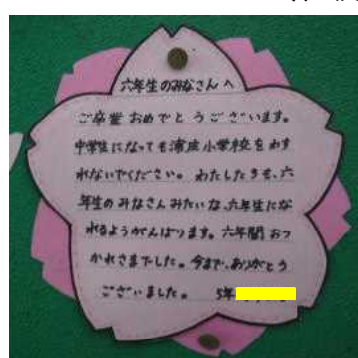 六年生のみなさんへ
ご卒業おめでとうございます。
中学生になっても浦庄小学校をわす
れないでください。わたしたちも、六
年生のみなさんみたいな、六年生にな
れるようがんばります。六年間おつ
かれさまでした。今まで、ありがとう
ございました。 5年